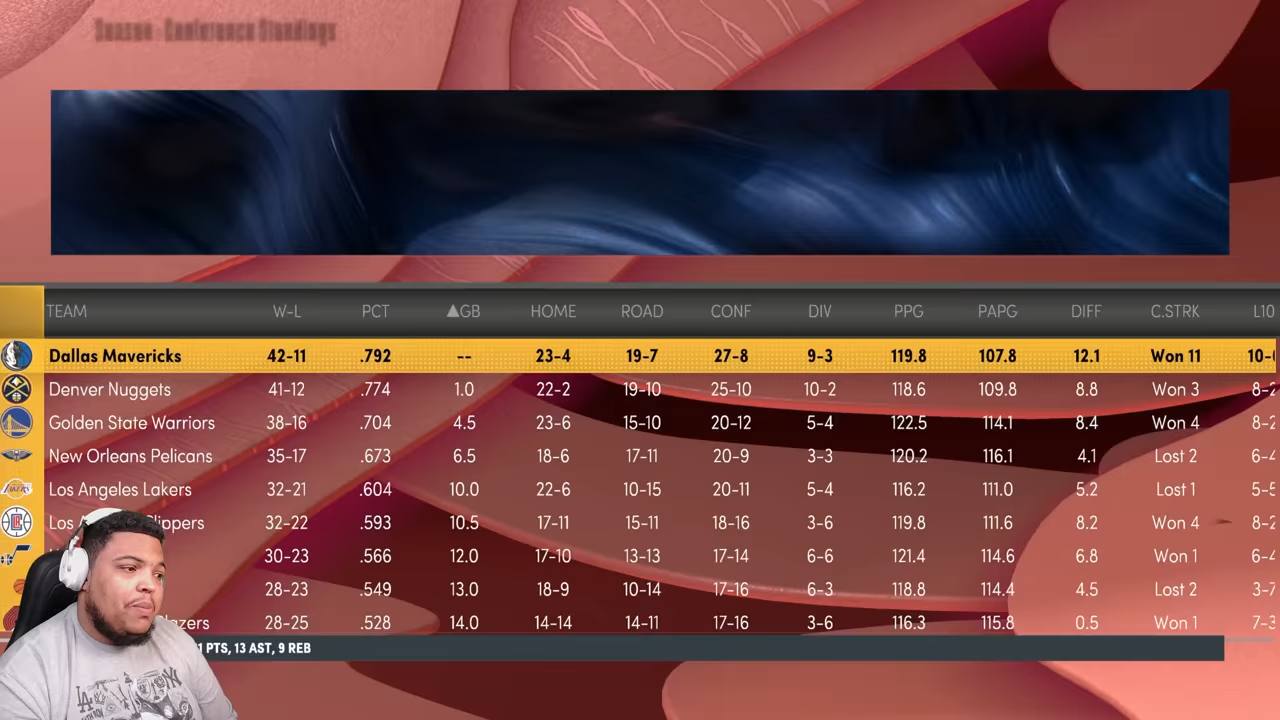 Season - Conference Standings
TEAM W-L PCT ▲GB HOME ROAD CONF DIV PPG PAPG DIFF C.STRK L10
Dallas Mavericks 42-11 .792 -- 23-4 19-7 27-8 9-3 119.8 107.8 12.1 Won 11
Denver Nuggets 41-12 .774 1.0 22-2 19-10 25-10 10-2 118.6 109.8 8.8 Won 3 8-2
Golden State Warriors 38-16 .704 4.5 23-6 15-10 20-12 5-4 122.5 114.1 8.4 Won 4 8-2
New Orleans Pelicans 35-17 .673 6.5 18-6 17-11 20-9 3-3 120.2 116.1 4.1 Lost 2 6-4
Los Angeles Lakers 32-21 .604 10.0 22-6 10-15 20-11 5-4 116.2 111.0 5.2 Lost 1 5-5
Los Clippers 32-22 .593 10.5 17-11 15-11 18-16 3-6 119.8 111.6 8.2 Won 4 8-2
30-23 .566 12.0 17-10 13-13 17-14 6-6 121.4 114.6 6.8 Won 1 6-4
28-23 .549 13.0 18-9 10-14 17-16 6-3 118.8 114.4 4.5 Lost 2 3-7
lazers 28-25 .528 14.0 14-14 14-11 17-16 3-6 116.3 115.8 0.5 Won 1 7-3
1 PTS, 13 AST, 9 REB